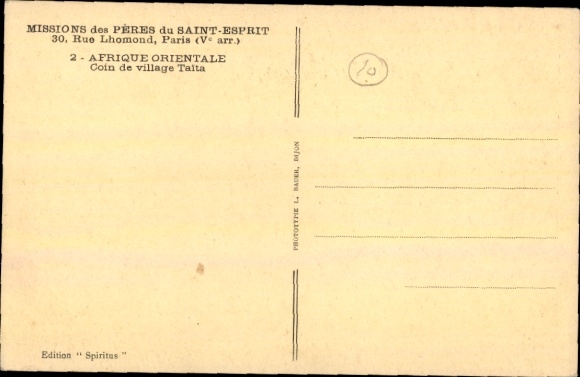 MISSIONS des PÈRES du SAINT-ESPRIT
30, Rue Lhomond, Paris (Vᵉ arr.)
2 - AFRIQUE ORIENTALE
Coin de village Taïta
10
PHOTOTYPIE L. BAUER, DIJON
Edition " Spiritus "